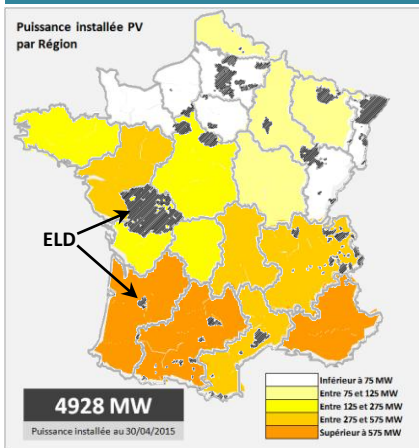 Puissance installée PV
par Région
ELD
4928 MW
Puissance installée au 30/04/2015
Inférieur à 75 MW
Entre 75 et 125 MW
Entre 125 et 275 MW
Entre 275 et 575 MW
Supérieur à 575 MW